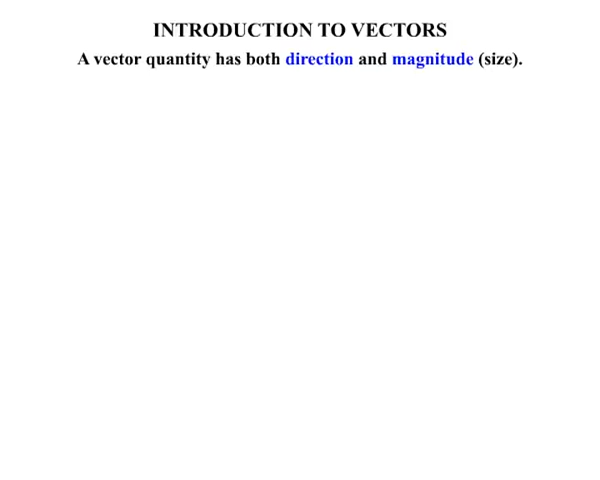 INTRODUCTION TO VECTORS
A vector quantity has both direction and magnitude (size).